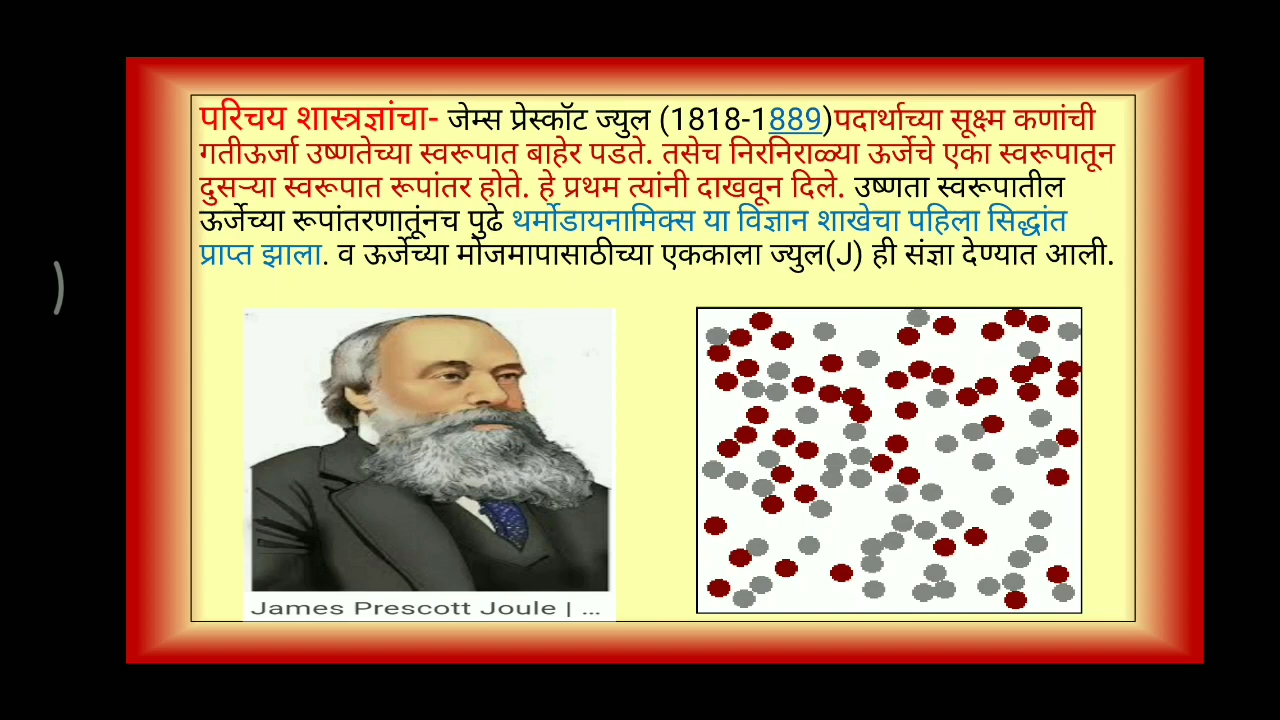 परिचय शास्त्रज्ञांचा- जेम्स प्रेस्कॉट ज्युल (1818-1889)पदार्थाच्या सूक्ष्म कणांची
गतीऊर्जा उष्णतेच्या स्वरूपात बाहेर पडते. तसेच निरनिराळ्या ऊर्जेचे एका स्वरूपातून
दुसऱ्या स्वरूपात रूपांतर होते. हे प्रथम त्यांनी दाखवून दिले. उष्णता स्वरूपातील
ऊर्जेच्या रूपांतरणातूंनच पुढे थर्मोडायनामिक्स या विज्ञान शाखेचा पहिला सिद्धांत
प्राप्त झाला. व ऊर्जेच्या मोजमापासाठीच्या एककाला ज्युल(J) ही संज्ञा देण्यात आली.
James Prescott Joule | ...